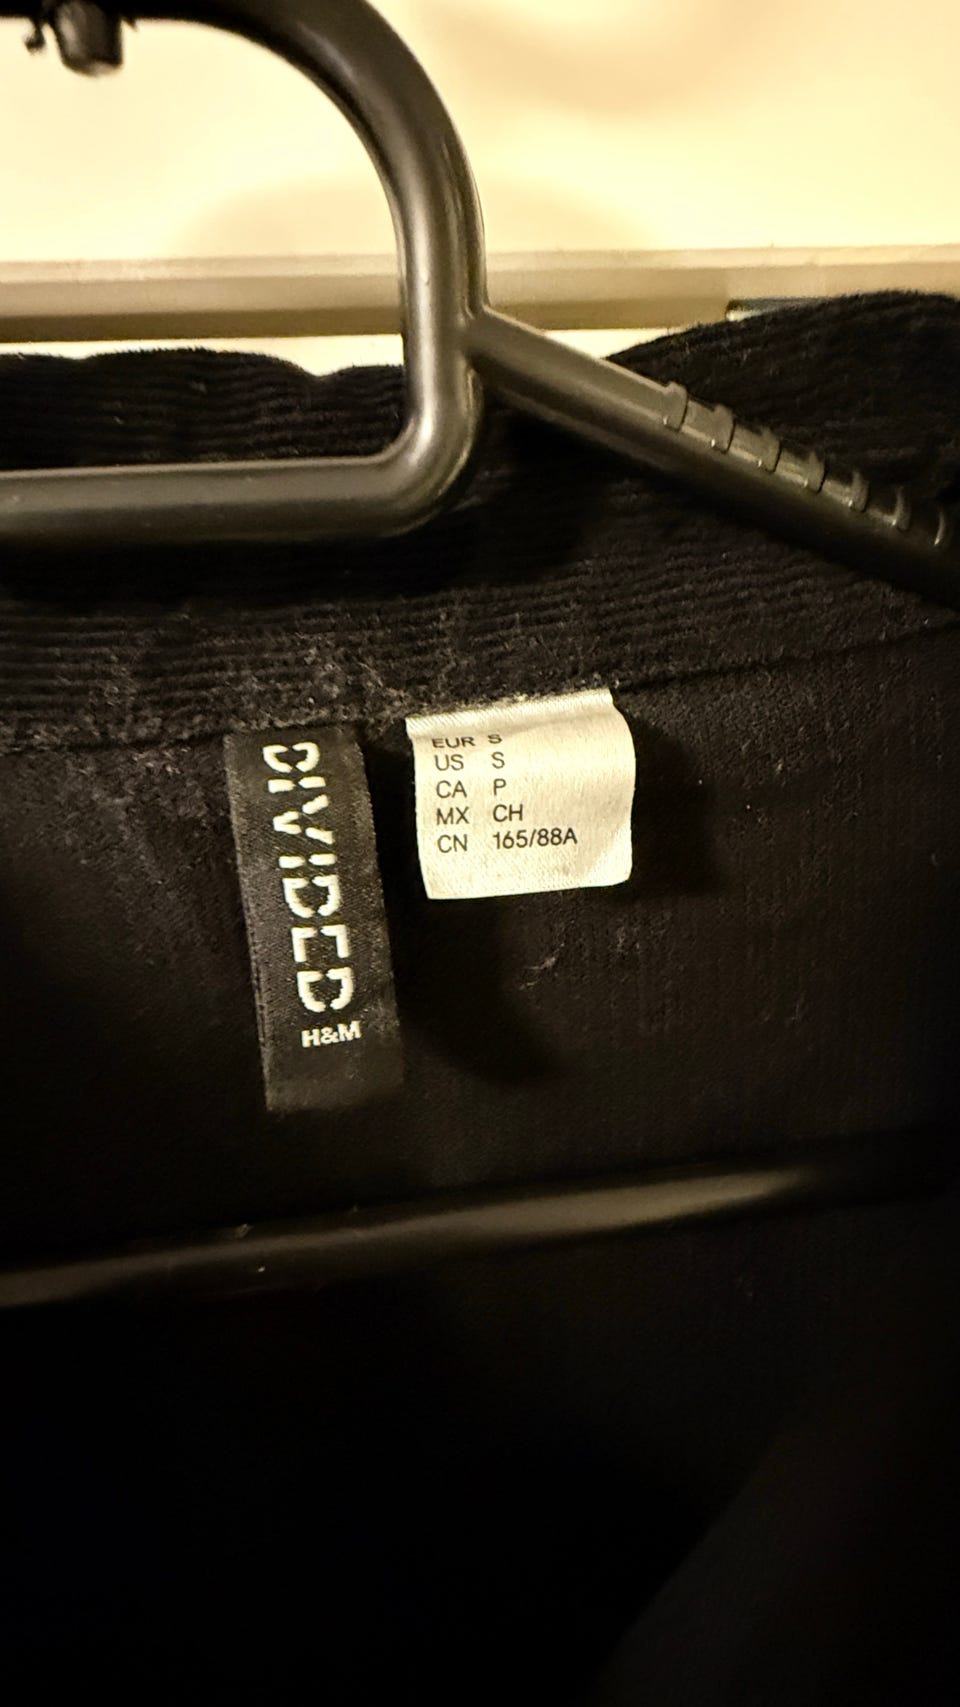 DIVIDED
H&M
EUR S
US S
CA P
MX CH
CN 165/88A